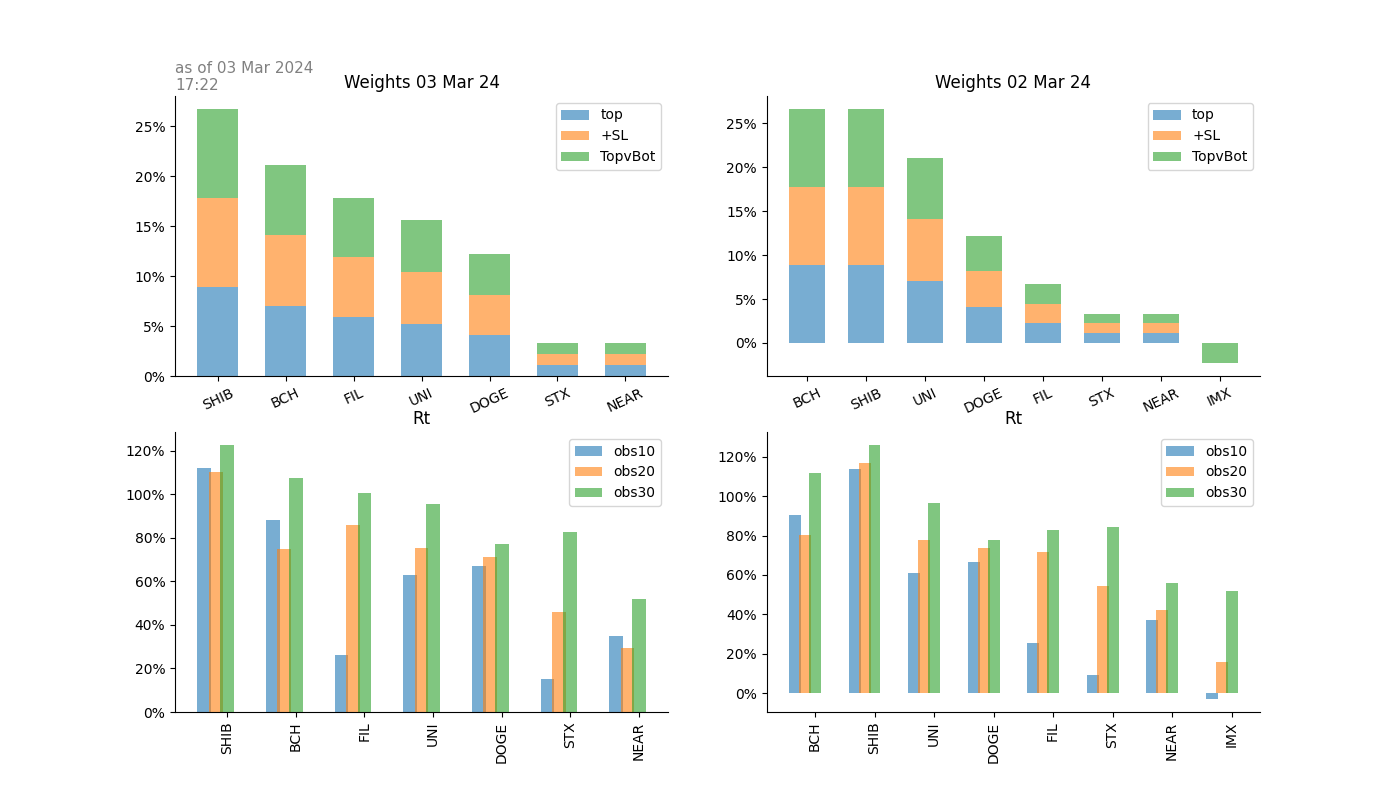 as of 03 Mar 2024
17:22
Weights 03 Mar 24
25%
20%
15%
10%
5%
0%
top
+SL
TopvBot
SHIB
BCH
FIL
UNI
DOGE
STX
NEAR
Weights 02 Mar 24
25%
20%
15%
10%
5%
0%
top
+SL
TopvBot
BCH
SHIB
UNI
DOGE
FIL
STX
NEAR
IMX
Rt
120%
100%
80%
60%
40%
20%
0%
obs10
obs20
obs30
SHIB
BCH
FIL
UNI
DOGE
STX
NEAR
Rt
120%
100%
80%
60%
40%
20%
0%
obs10
obs20
obs30
BCH
SHIB
UNI
DOGE
FIL
STX
NEAR
IMX